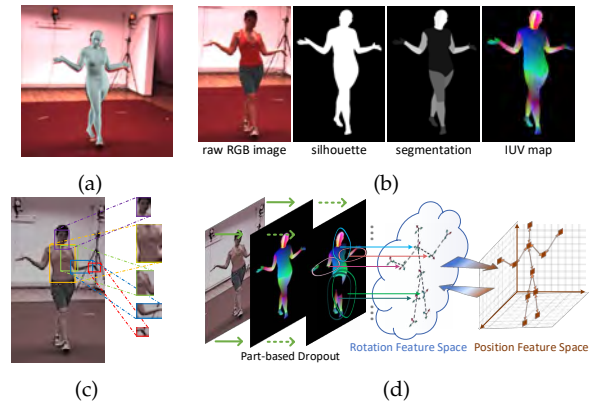 raw RGB image silhouette segmentation IUV map
(a) (b)
Part-based Dropout Rotation Feature Space Position Feature Space
(c) (d)